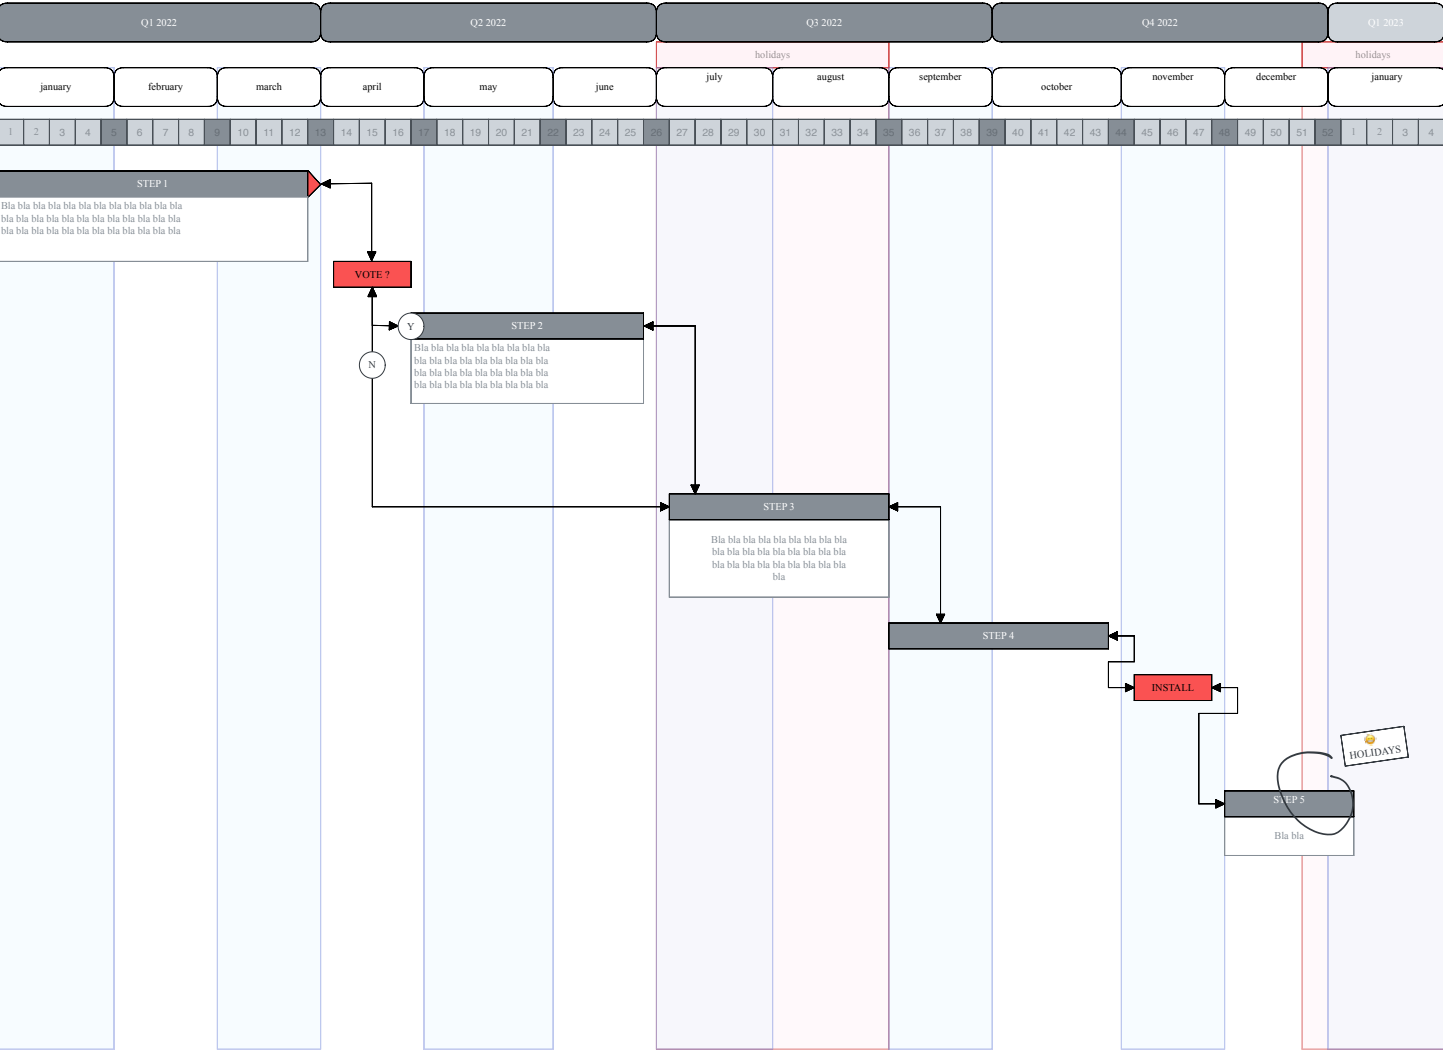 Q1 2022
Q2 2022
Q3 2022
Q4 2022
Q1 2023
holidays
holidays
january
february
march
april
may
june
july
august
september
october
november
december
january
1 2 3 4 5 6 7 8 9 10 11 12 13 14 15 16 17 18 19 20 21 22 23 24 25 26 27 28 29 30 31 32 33 34 35 36 37 38 39 40 41 42 43 44 45 46 47 48 49 50 51 52 1 2 3 4
STEP 1
Bla bla bla bla bla bla bla bla bla bla bla bla
bla bla bla bla bla bla bla bla bla bla bla bla
bla bla bla bla bla bla bla bla bla bla bla bla
VOTE ?
Y
STEP 2
Bla bla bla bla bla bla bla bla bla
bla bla bla bla bla bla bla bla bla
bla bla bla bla bla bla bla bla bla
bla bla bla bla bla bla bla bla bla
N
STEP 3
Bla bla bla bla bla bla bla bla bla
bla bla bla bla bla bla bla bla bla
bla bla bla bla bla bla bla bla bla
bla
STEP 4
INSTALL
HOLIDAYS
STEP 5
Bla bla